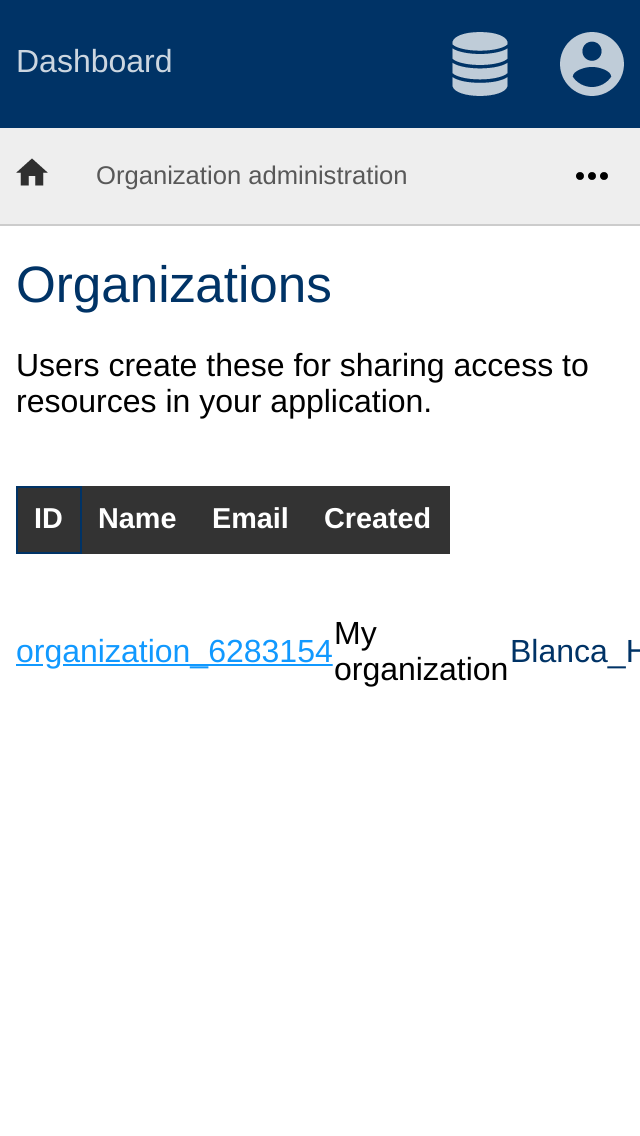 Dashboard
Organization administration
Organizations
Users create these for sharing access to
resources in your application.
ID Name Email Created
organization_6283154 My organization Blanca_H